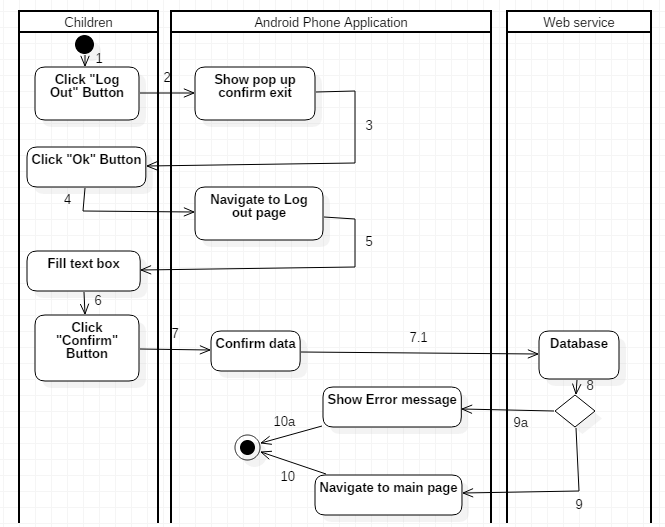 Children
Android Phone Application
Web service
1
Click "Log
Out" Button
2
Show pop up
confirm exit
3
Click "Ok" Button
4
Navigate to Log
out page
5
Fill text box
6
Click
"Confirm"
Button
7
Confirm data
7.1
Database
8
Show Error message
9a
10a
10
Navigate to main page
9